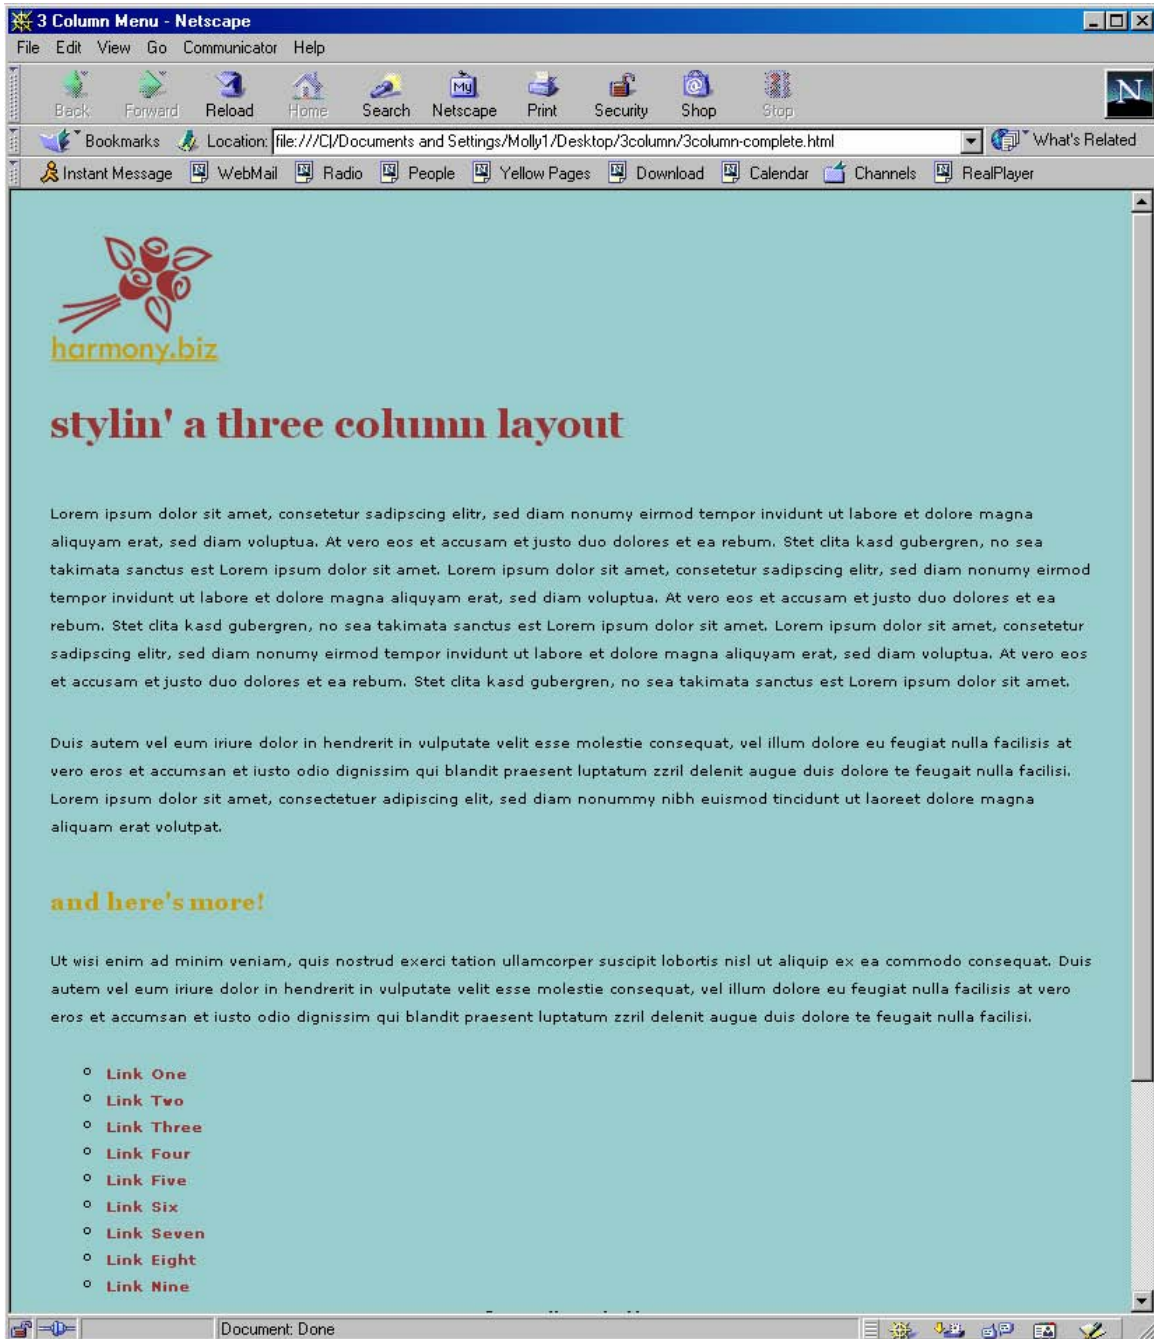 3 Column Menu - Netscape
File Edit View Go Communicator Help
My
Back Forward Reload Home Search Netscape Print Security Shop Stop
N
Bookmarks Location: file:///C|/Documents and Settings/Molly1/Desktop/3column/3column-complete.html What's Related
Instant Message WebMail Radio People Yellow Pages Download Calendar Channels RealPlayer
harmony.biz
stylin' a three column layout
Lorem ipsum dolor sit amet, consetetur sadipscing elitr, sed diam nonumy eirmod tempor invidunt ut labore et dolore magna
aliquyam erat, sed diam voluptua. At vero eos et accusam et justo duo dolores et ea rebum. Stet clita kasd gubergren, no sea
takimata sanctus est Lorem ipsum dolor sit amet. Lorem ipsum dolor sit amet, consetetur sadipscing elitr, sed diam nonumy eirmod
tempor invidunt ut labore et dolore magna aliquyam erat, sed diam voluptua. At vero eos et accusam et justo duo dolores et ea
rebum. Stet clita kasd gubergren, no sea takimata sanctus est Lorem ipsum dolor sit amet. Lorem ipsum dolor sit amet, consetetur
sadipscing elitr, sed diam nonumy eirmod tempor invidunt ut labore et dolore magna aliquyam erat, sed diam voluptua. At vero eos
et accusam et justo duo dolores et ea rebum. Stet clita kasd gubergren, no sea takimata sanctus est Lorem ipsum dolor sit amet.
Duis autem vel eum iriure dolor in hendrerit in vulputate velit esse molestie consequat, vel illum dolore eu feugiat nulla facilisis at
vero eros et accumsan et iusto odio dignissim qui blandit praesent luptatum zzril delenit augue duis dolore te feugait nulla facilisi.
Lorem ipsum dolor sit amet, consectetuer adipiscing elit, sed diam nonummy nibh euismod tincidunt ut laoreet dolore magna
aliquam erat volutpat.
and here's more!
Ut wisi enim ad minim veniam, quis nostrud exerci tation ullamcorper suscipit lobortis nisl ut aliquip ex ea commodo consequat. Duis
autem vel eum iriure dolor in hendrerit in vulputate velit esse molestie consequat, vel illum dolore eu feugiat nulla facilisis at vero
eros et accumsan et iusto odio dignissim qui blandit praesent luptatum zzril delenit augue duis dolore te feugait nulla facilisi.
Link One
Link Two
Link Three
Link Four
Link Five
Link Six
Link Seven
Link Eight
Link Nine
Document: Done